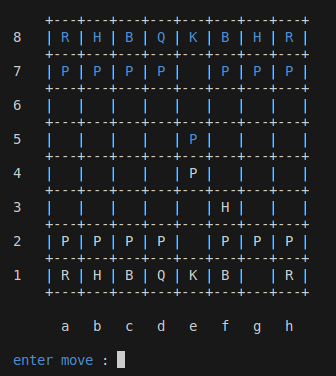 +---+---+---+---+---+---+---+---+
8 | R | H | B | Q | K | B | H | R |
+---+---+---+---+---+---+---+---+
7 | P | P | P | P |   | P | P | P |
+---+---+---+---+---+---+---+---+
6 |   |   |   |   |   |   |   |   |
+---+---+---+---+---+---+---+---+
5 |   |   |   |   | P |   |   |   |
+---+---+---+---+---+---+---+---+
4 |   |   |   |   | P |   |   |   |
+---+---+---+---+---+---+---+---+
3 |   |   |   |   |   | H |   |   |
+---+---+---+---+---+---+---+---+
2 | P | P | P | P |   | P | P | P |
+---+---+---+---+---+---+---+---+
1 | R | H | B | Q | K | B |   | R |
+---+---+---+---+---+---+---+---+
a b c d e f g h
enter move :